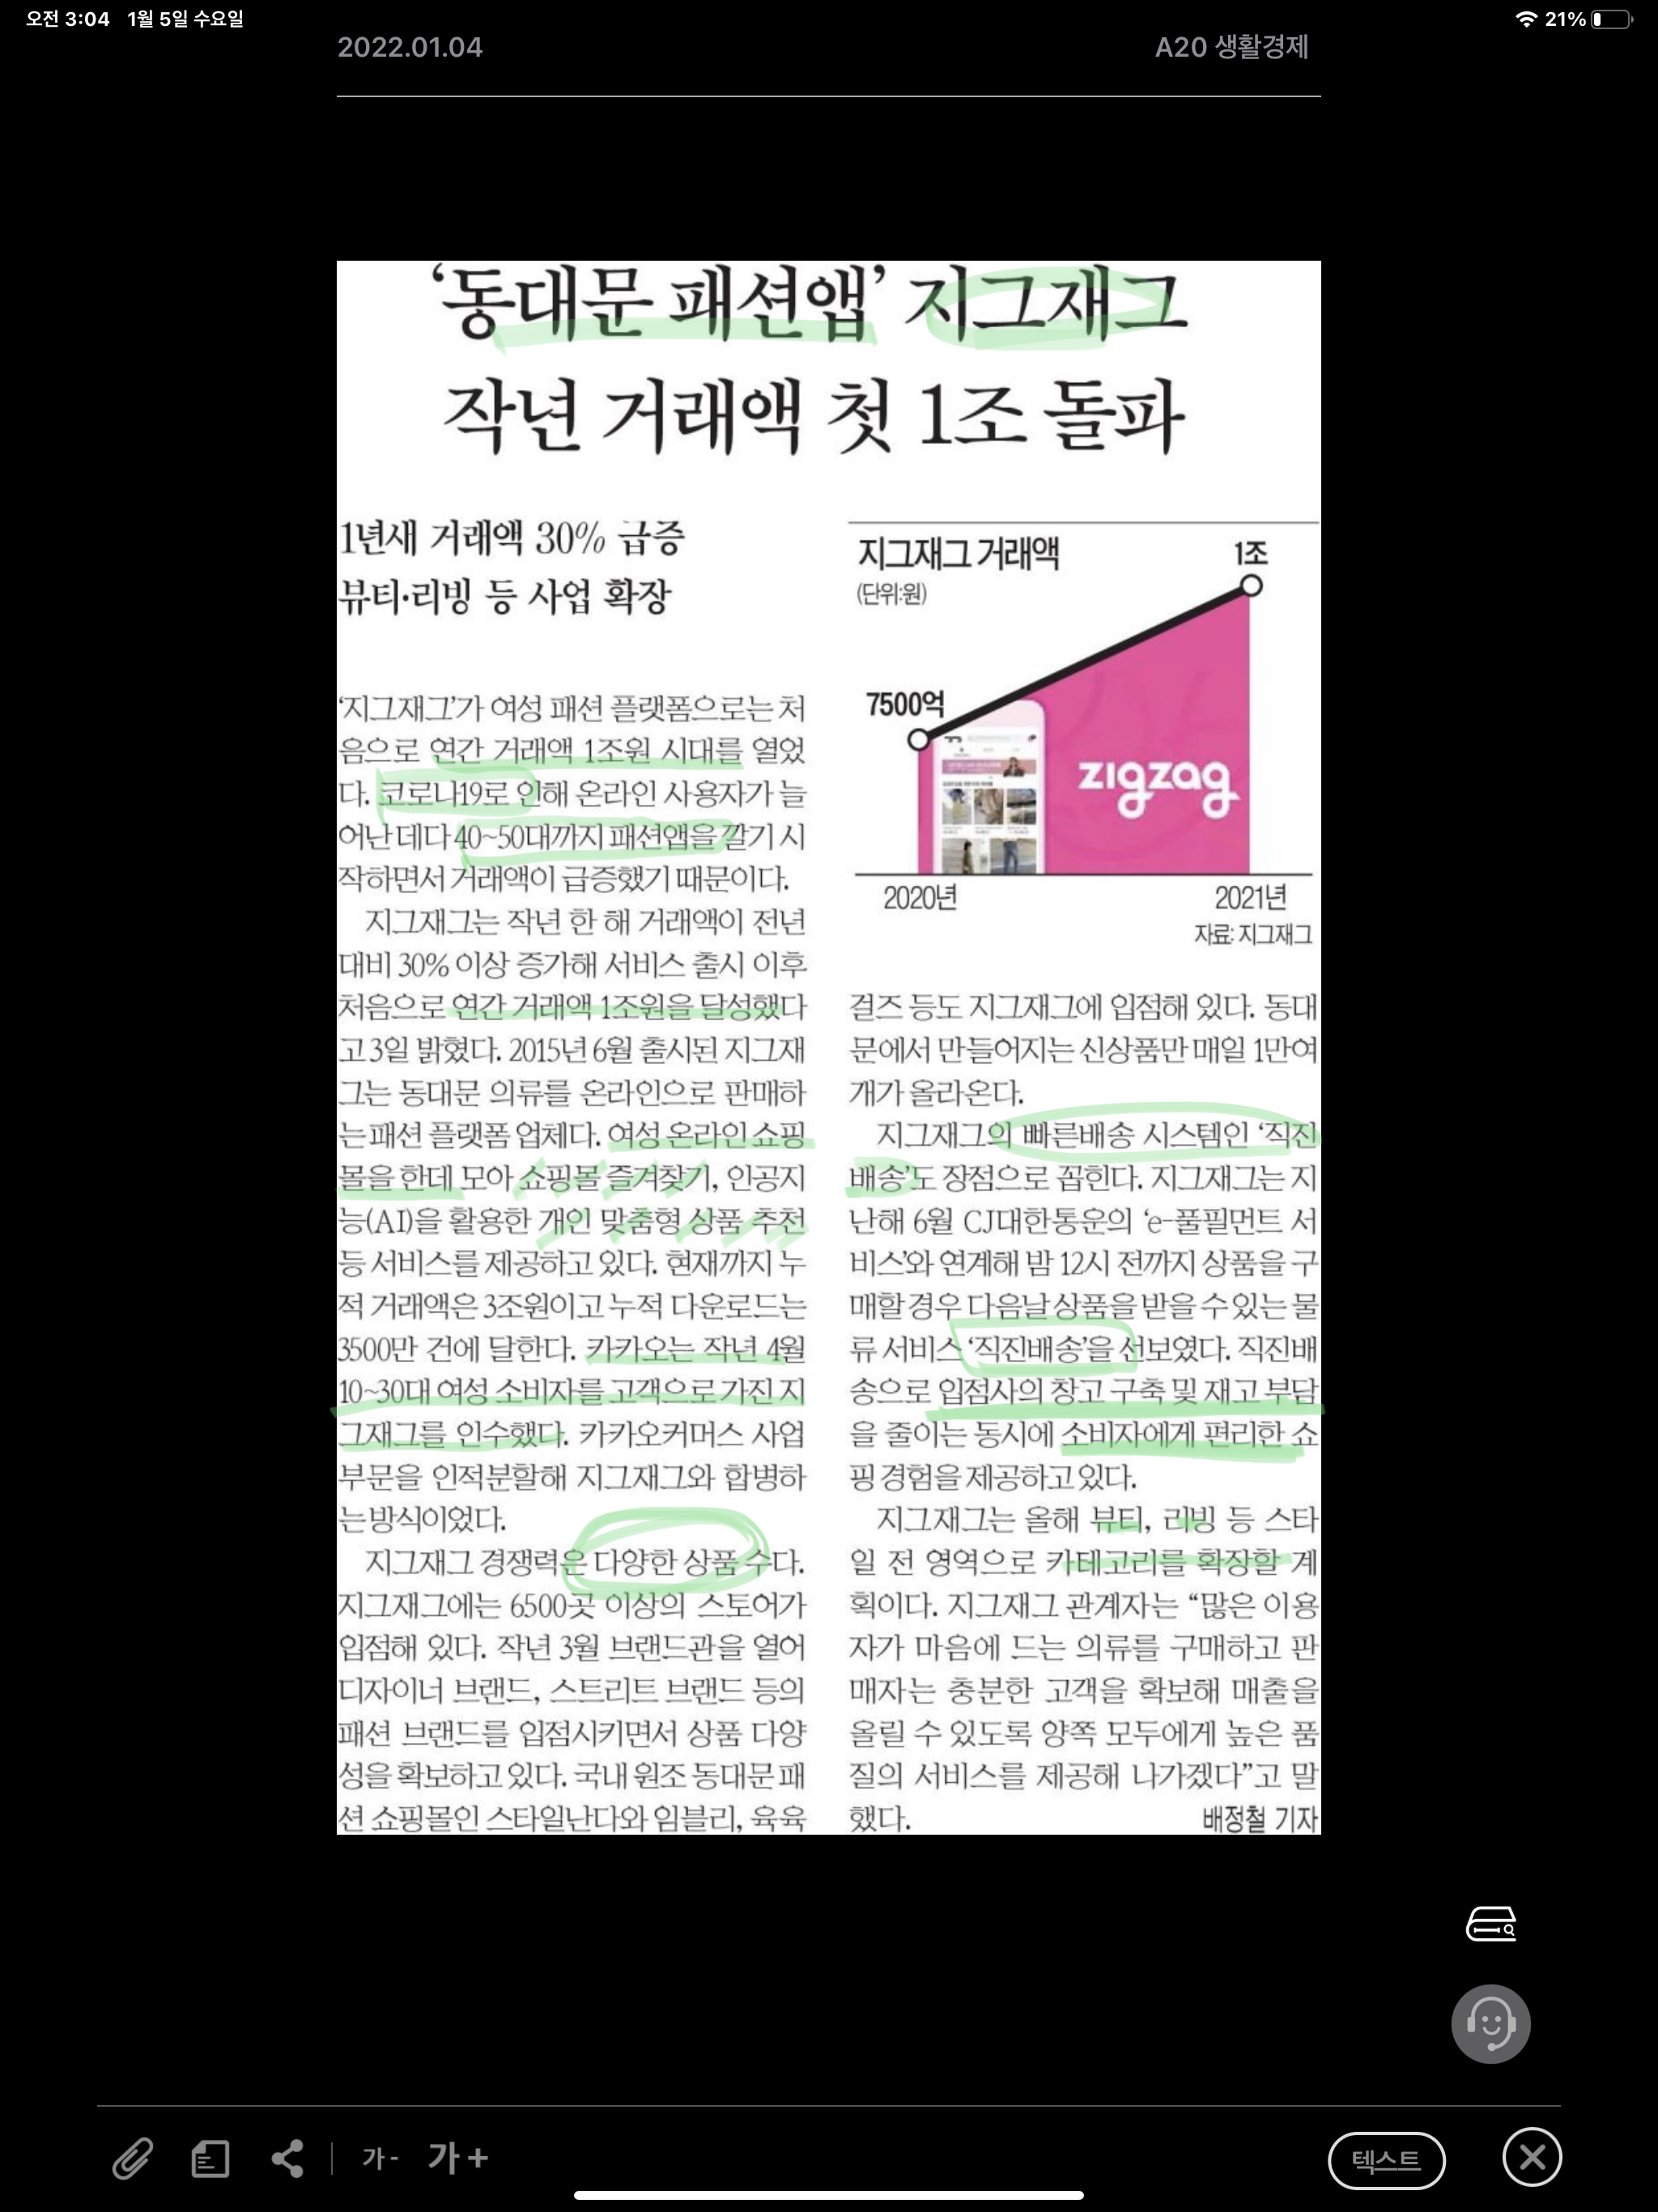 오전 3:04 1월 5일 수요일
21%
2022.01.04
A20 생활경제
‘동대문 패션앱’ 지그재그
작년 거래액 첫 1조 돌파
1년새 거래액 30% 급증
뷰티·리빙 등 사업 확장
‘지그재그’가 여성 패션 플랫폼으로는 처
음으로 연간 거래액 1조원 시대를 열었
다. 코로나19로 인해 온라인 사용자가 늘
어난 데다 40~50대까지 패션앱을 깔기 시
작하면서 거래액이 급증했기 때문이다.
지그재그는 작년 한 해 거래액이 전년
대비 30% 이상 증가해 서비스 출시 이후
처음으로 연간 거래액 1조원을 달성했다
고 3일 밝혔다. 2015년 6월 출시된 지그재
그는 동대문 의류를 온라인으로 판매하
는 패션 플랫폼 업체다. 여성 온라인 쇼핑
몰을 한데 모아 쇼핑몰 즐겨찾기, 인공지
능(AI)을 활용한 개인 맞춤형 상품 추천
등 서비스를 제공하고 있다. 현재까지 누
적 거래액은 3조원이고 누적 다운로드는
3500만 건에 달한다. 카카오는 작년 4월
10~30대 여성 소비자를 고객으로 가진 지
그재그를 인수했다. 카카오커머스 사업
부문을 인적분할해 지그재그와 합병하
는 방식이었다.
지그재그 경쟁력은 다양한 상품 수다.
지그재그에는 6500곳 이상의 스토어가
입점해 있다. 작년 3월 브랜드관을 열어
디자이너 브랜드, 스트리트 브랜드 등의
패션 브랜드를 입점시키면서 상품 다양
성을 확보하고 있다. 국내 원조 동대문 패
션 쇼핑몰인 스타일난다와 임블리, 육육
지그재그 거래액
(단위:원)
1조
7500억
zigzag
2020년
2021년
자료: 지그재그
걸즈 등도 지그재그에 입점해 있다. 동대
문에서 만들어지는 신상품만 매일 1만여
개가 올라온다.
지그재그의 빠른배송 시스템인 ‘직진
배송’도 장점으로 꼽힌다. 지그재그는 지
난해 6월 CJ대한통운의 ‘e-풀필먼트 서
비스’와 연계해 밤 12시 전까지 상품을 구
매할 경우 다음날 상품을 받을 수 있는 물
류 서비스 ‘직진배송’을 선보였다. 직진배
송으로 입점사의 창고 구축 및 재고 부담
을 줄이는 동시에 소비자에게 편리한 쇼
핑 경험을 제공하고 있다.
지그재그는 올해 뷰티, 리빙 등 스타
일 전 영역으로 카테고리를 확장할 계
획이다. 지그재그 관계자는 “많은 이용
자가 마음에 드는 의류를 구매하고 판
매자는 충분한 고객을 확보해 매출을
올릴 수 있도록 양쪽 모두에게 높은 품
질의 서비스를 제공해 나가겠다”고 말
했다.
배정철 기자
가- 가+
텍스트